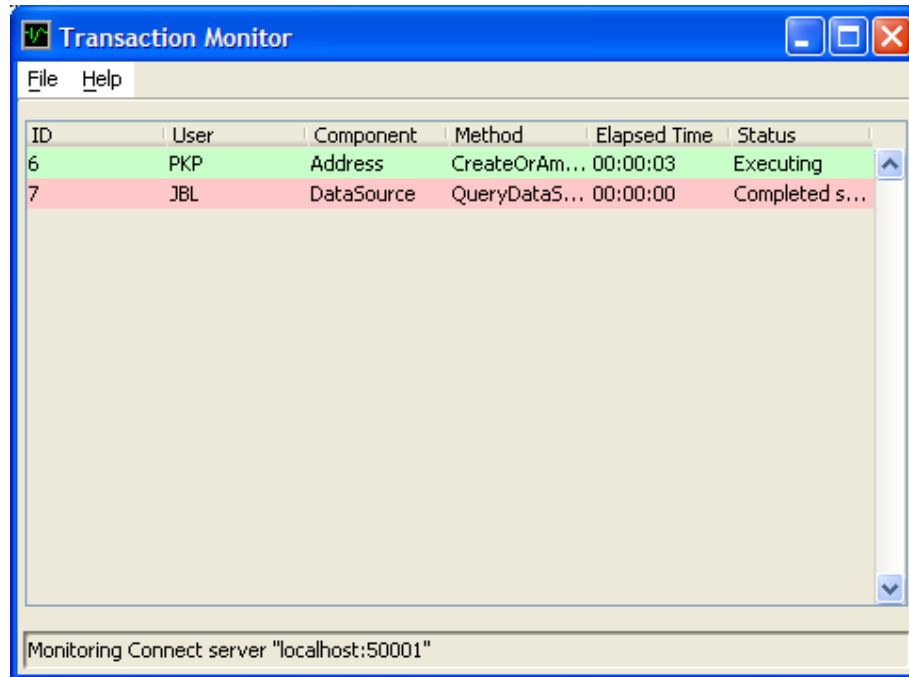 Transaction Monitor
File Help
ID User Component Method Elapsed Time Status
6 PKP Address CreateOrAm... 00:00:03 Executing
7 JBL DataSource QueryDataS... 00:00:00 Completed s...
Monitoring Connect server "localhost:50001"